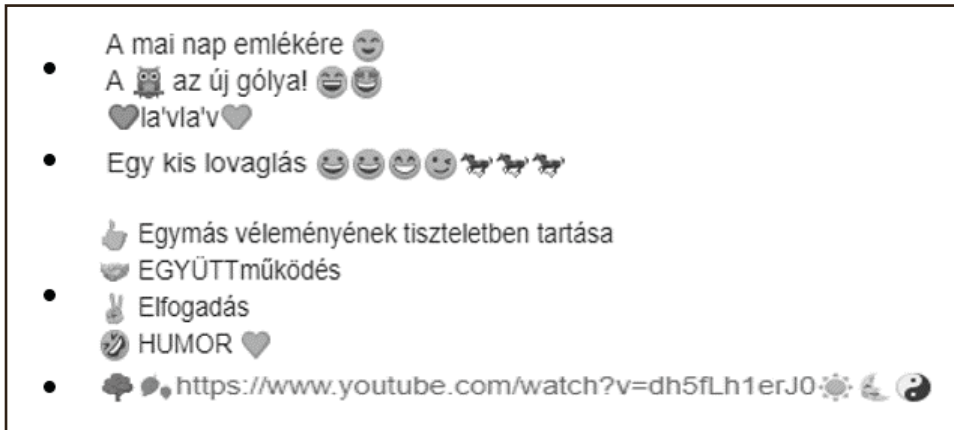 A mai nap emlékére 😊
A 🦉 az új gólya! 😄🤩
❤la'vla'v❤
Egy kis lovaglás 😀😀😁😉🐎🐎🐎
👍 Egymás véleményének tiszteletben tartása
🤝 EGYÜTTműködés
✌ Elfogadás
🤣 HUMOR ❤
🌳🍂https://www.youtube.com/watch?v=dh5fLh1erJ0☀🌜☯